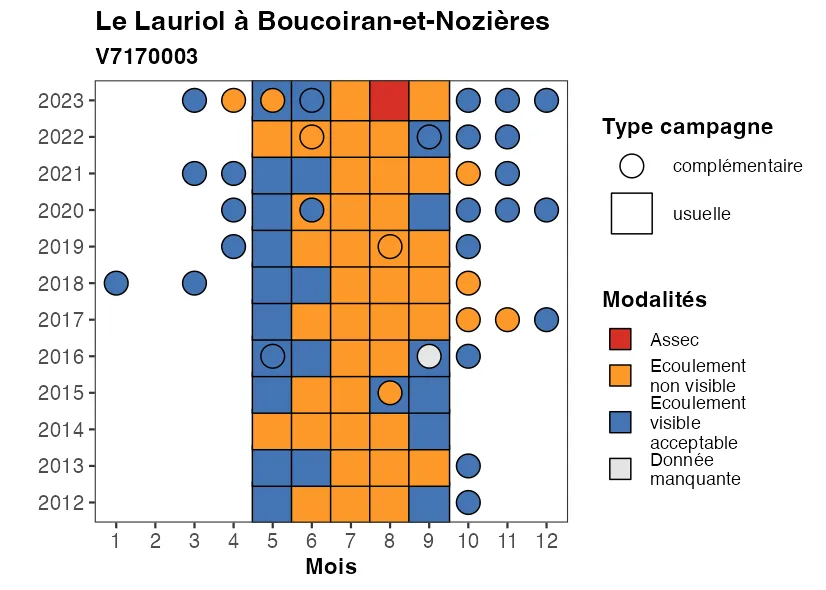 Le Lauriol à Boucoiran-et-Nozières
V7170003
2023
2022
2021
2020
2019
2018
2017
2016
2015
2014
2013
2012
1 2 3 4 5 6 7 8 9 10 11 12
Mois
Type campagne
complémentaire
usuelle
Modalités
Assec
Ecoulement
non visible
Ecoulement
visible
acceptable
Donnée
manquante